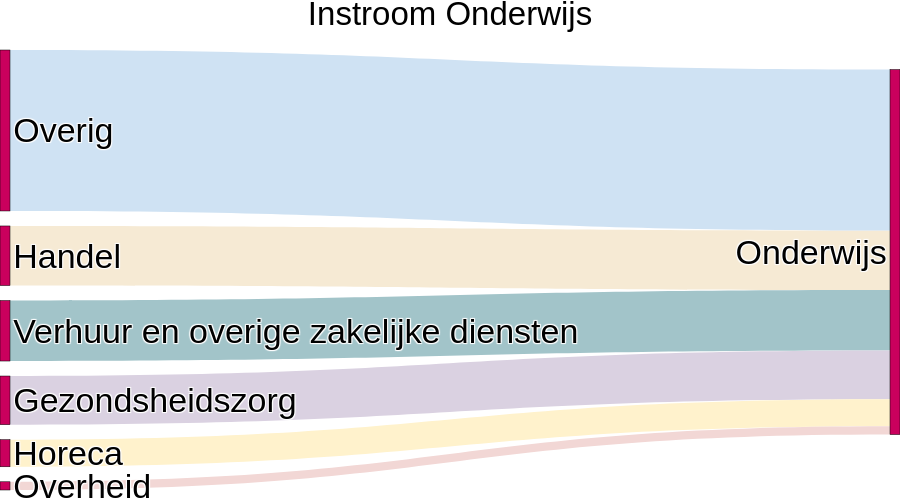 Instroom Onderwijs
Overig
Handel
Onderwijs
Verhuur en overige zakelijke diensten
Gezondsheidszorg
Horeca
Overheid